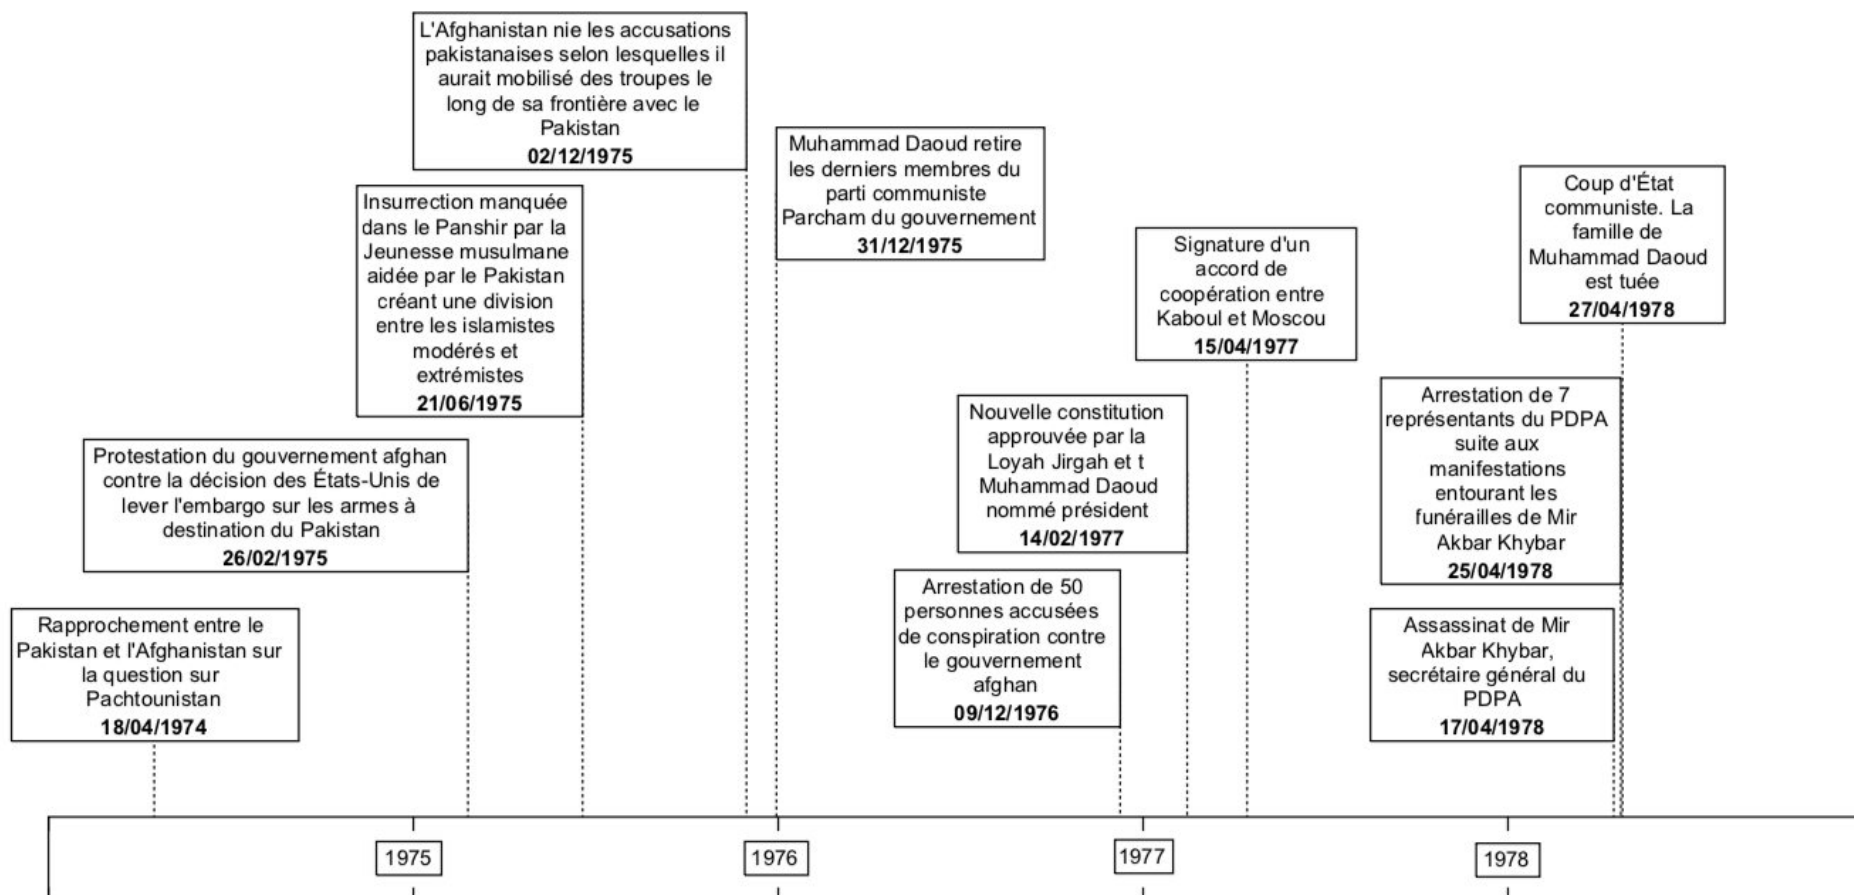 L'Afghanistan nie les accusations
pakistanaises selon lesquelles il
aurait mobilisé des troupes le
long de sa frontière avec le
Pakistan
02/12/1975
Muhammad Daoud retire
les derniers membres du
parti communiste
Parcham du gouvernement
31/12/1975
Coup d'État
communiste. La
famille de
Muhammad Daoud
est tuée
27/04/1978
Insurrection manquée
dans le Panshir par la
Jeunesse musulmane
aidée par le Pakistan
créant une division
entre les islamistes
modérés et
extrémistes
21/06/1975
Signature d'un
accord de
coopération entre
Kaboul et Moscou
15/04/1977
Arrestation de 7
représentants du PDPA
suite aux
manifestations
entourant les
funérailles de Mir
Akbar Khybar
25/04/1978
Nouvelle constitution
approuvée par la
Loyah Jirgah et t
Muhammad Daoud
nommé président
14/02/1977
Protestation du gouvernement afghan
contre la décision des États-Unis de
lever l'embargo sur les armes à
destination du Pakistan
26/02/1975
Arrestation de 50
personnes accusées
de conspiration contre
le gouvernement
afghan
09/12/1976
Rapprochement entre le
Pakistan et l'Afghanistan sur
la question sur
Pachtounistan
18/04/1974
Assassinat de Mir
Akbar Khybar,
secrétaire général du
PDPA
17/04/1978
1975
1976
1977
1978